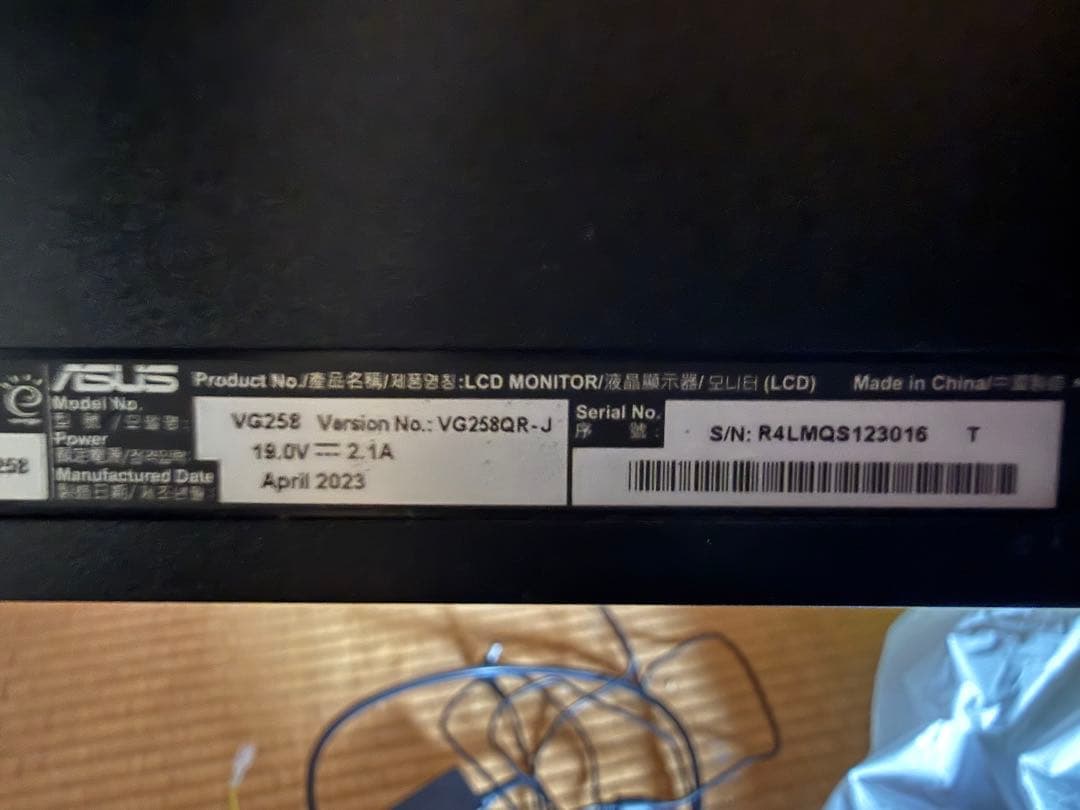 ASUS Product No./產品名稱/제품명칭:LCD MONITOR/液晶顯示器/모니터(LCD) Made in China/
Model No.
VG258 Version No.: VG258QR-J
Power
19.0V 2.1A
Manufactured Date
April 2023
Serial No.
序 號 :
S/N: R4LMQS123016 T
258